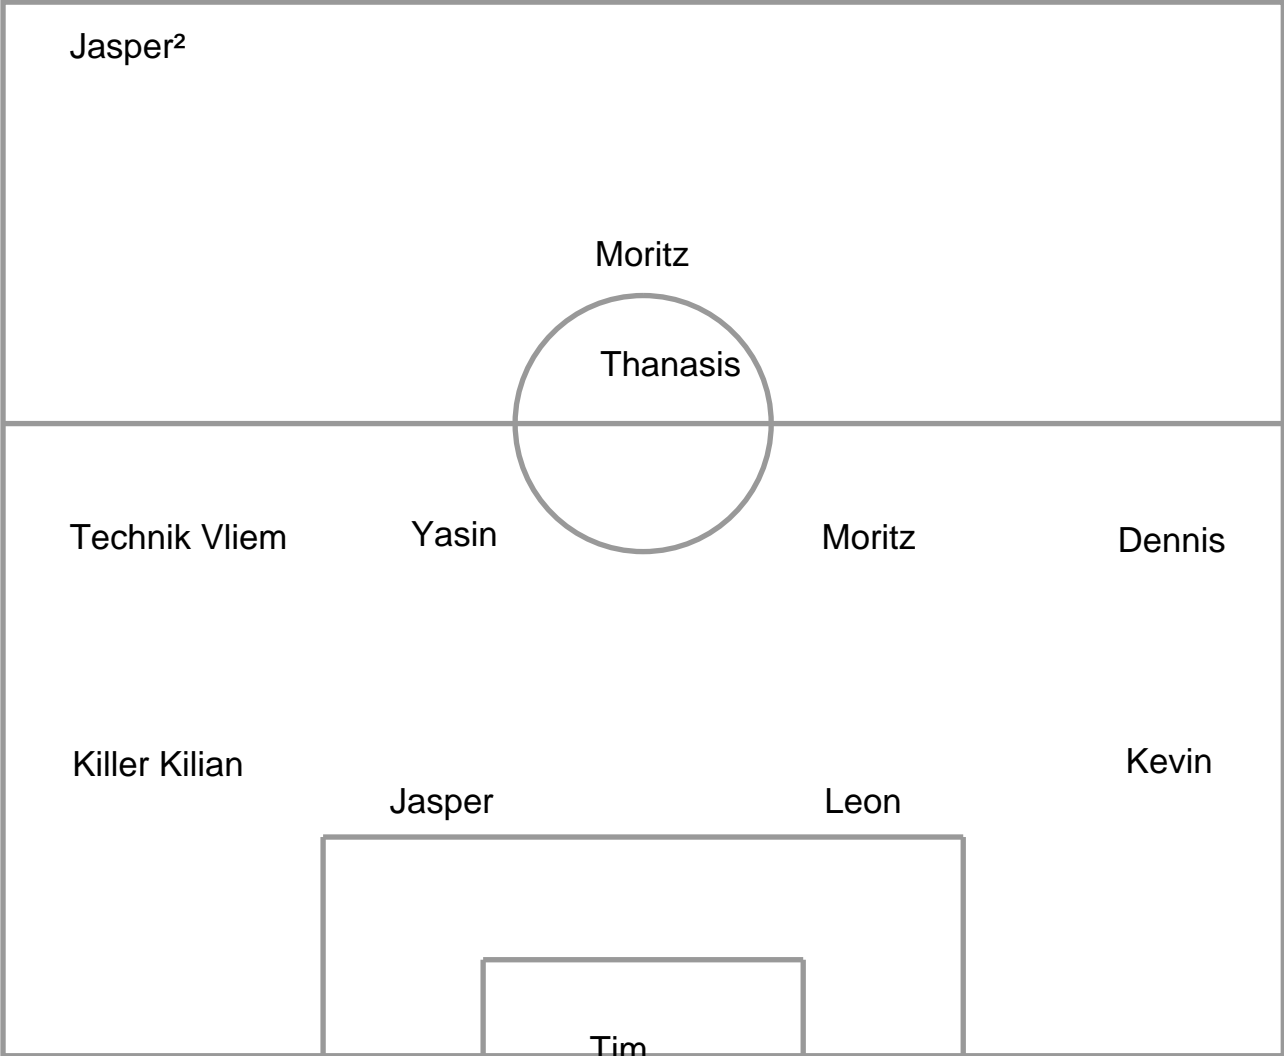 Jasper²
Moritz
Thanasis
Technik Vliem Yasin Moritz Dennis
Killer Kilian Kevin
Jasper Leon
Tim